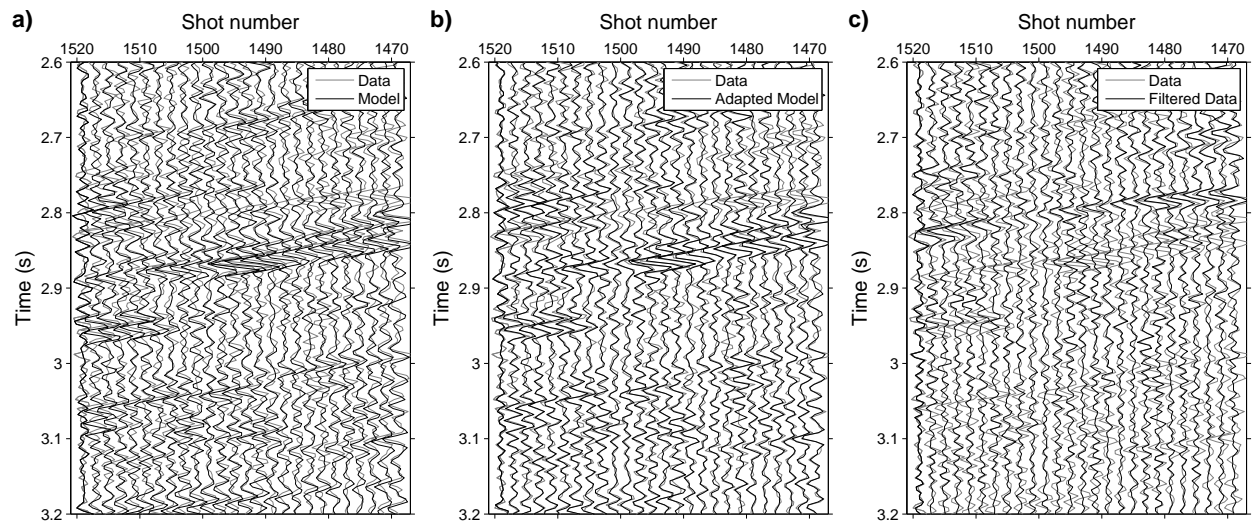 a)
Shot number
1520 1510 1500 1490 1480 1470
Data
Model
Time (s)
2.6
2.7
2.8
2.9
3
3.1
3.2
b)
Shot number
1520 1510 1500 1490 1480 1470
Data
Adapted Model
Time (s)
2.6
2.7
2.8
2.9
3
3.1
3.2
c)
Shot number
1520 1510 1500 1490 1480 1470
Data
Filtered Data
Time (s)
2.6
2.7
2.8
2.9
3
3.1
3.2